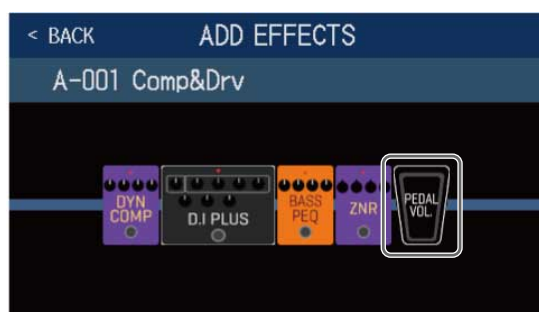 < BACK
ADD EFFECTS
A-001 Comp&Drv
DYN
COMP
D.I PLUS
BASS
PEQ
ZNR
PEDAL
VOL.